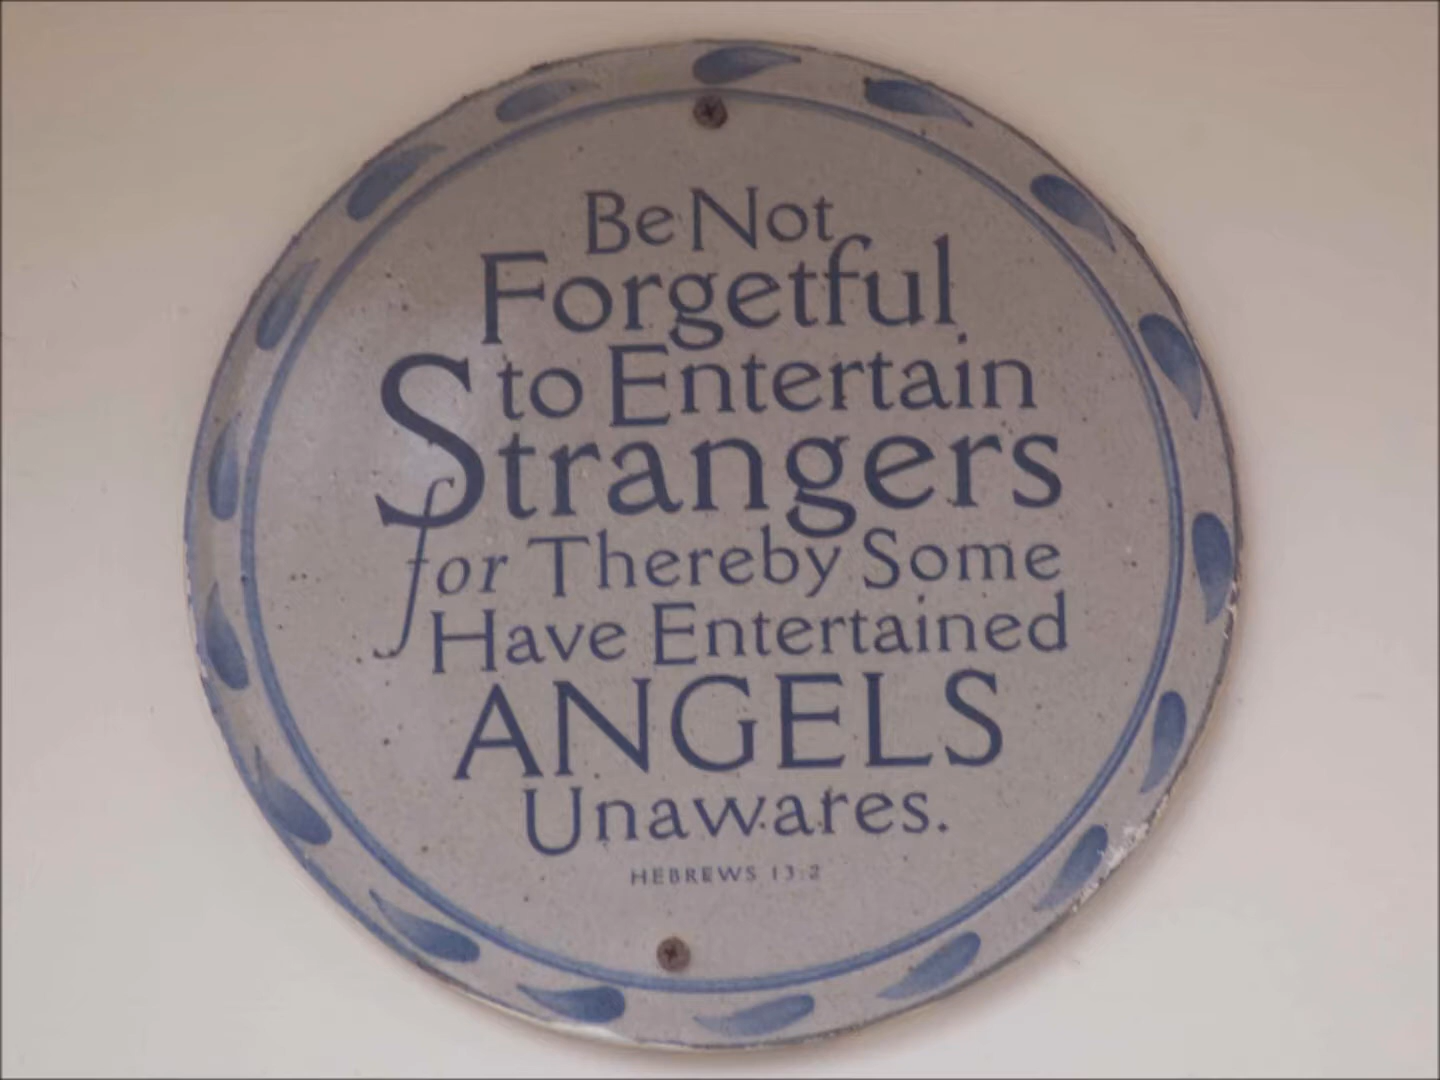 Be Not
Forgetful
to Entertain
Strangers
for Thereby Some
Have Entertained
ANGELS
Unawares.
HEBREWS 13:2